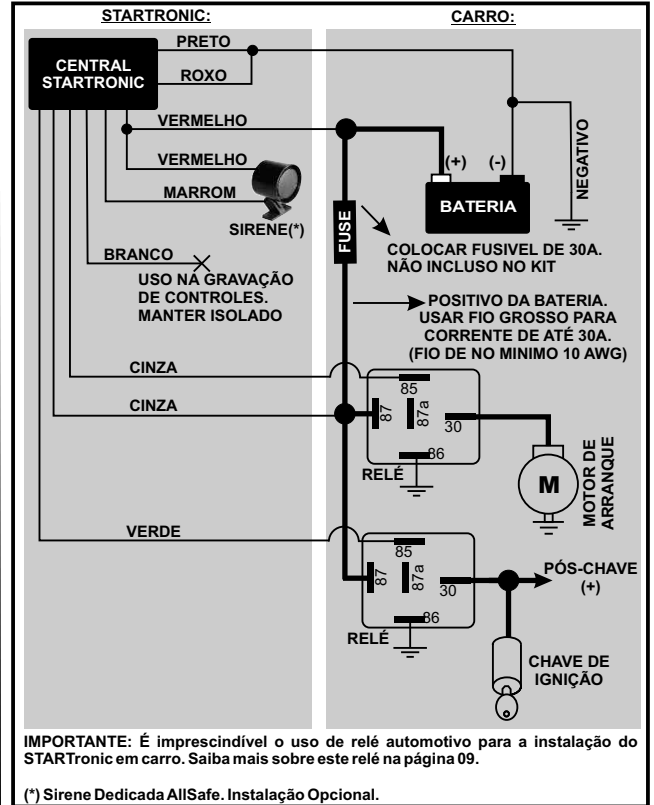 STARTRONIC:
CARRO:
CENTRAL
STARTRONIC
PRETO
ROXO
VERMELHO
VERMELHO
MARROM
SIRENE(*)
BRANCO
USO NA GRAVAÇÃO
DE CONTROLES.
MANTER ISOLADO
(+)
(-)
BATERIA
NEGATIVO
FUSE
COLOCAR FUSIVEL DE 30A.
NÃO INCLUSO NO KIT
POSITIVO DA BATERIA.
USAR FIO GROSSO PARA
CORRENTE DE ATÉ 30A.
(FIO DE NO MINIMO 10 AWG)
CINZA
CINZA
85
87
87a
30
86
RELÉ
M
MOTOR DE
ARRANQUE
VERDE
85
87
87a
30
86
RELÉ
PÓS-CHAVE
(+)
CHAVE DE
IGNIÇÃO
IMPORTANTE: É imprescindível o uso de relé automotivo para a instalação do
STARTronic em carro. Saiba mais sobre este relé na página 09.
(*) Sirene Dedicada AllSafe. Instalação Opcional.